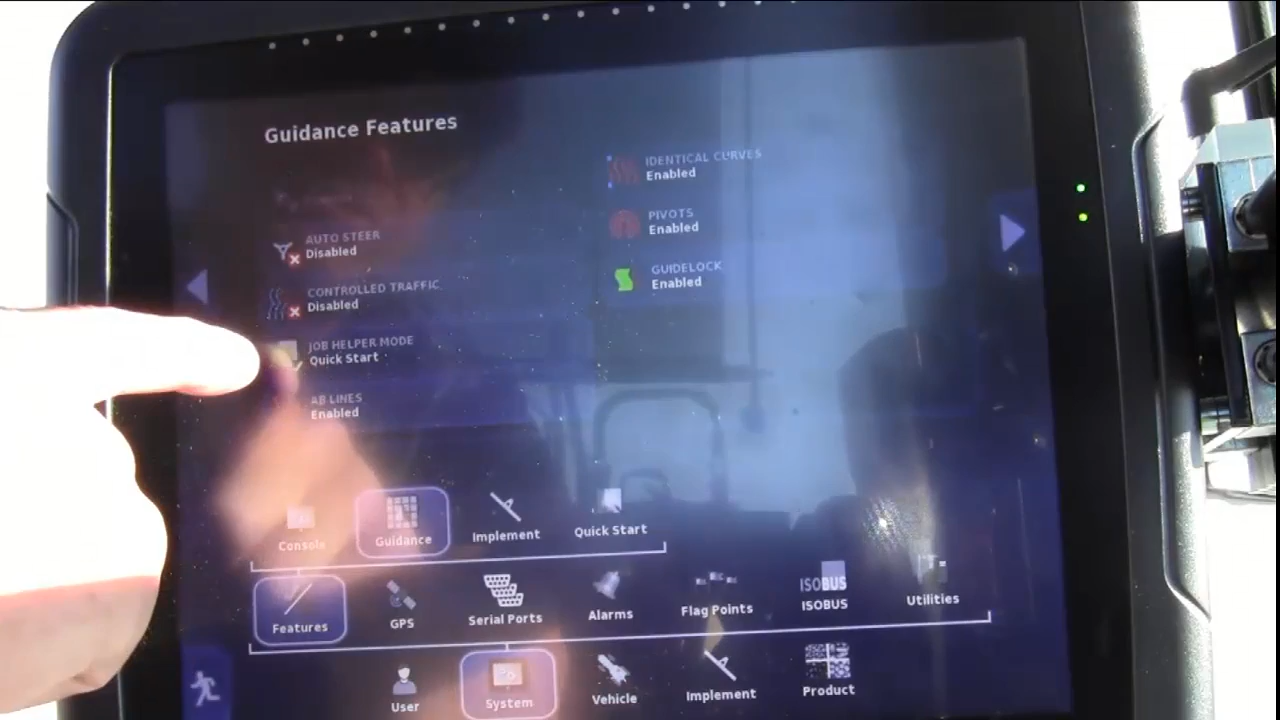 Guidance Features
AUTO STEER
Disabled
CONTROLLED TRAFFIC
Disabled
JOB HELPER MODE
Quick Start
AB LINES
Enabled
IDENTICAL CURVES
Enabled
PIVOTS
Enabled
GUIDELOCK
Enabled
Console
Guidance
Implement
Quick Start
Features
GPS
Serial Ports
Alarms
Flag Points
ISOBUS
ISOBUS
Utilities
User
System
Vehicle
Implement
Product